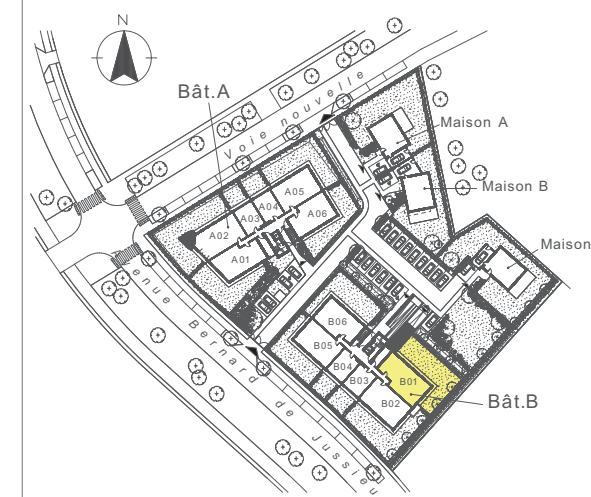 N
Bât.A
Voie nouvelle
Maison A
Maison B
Maison
A05
A04
A03
A06
A02
A01
B06
B05
B04
B03
B01
B02
Bât.B
enue Bernard de Jussieu